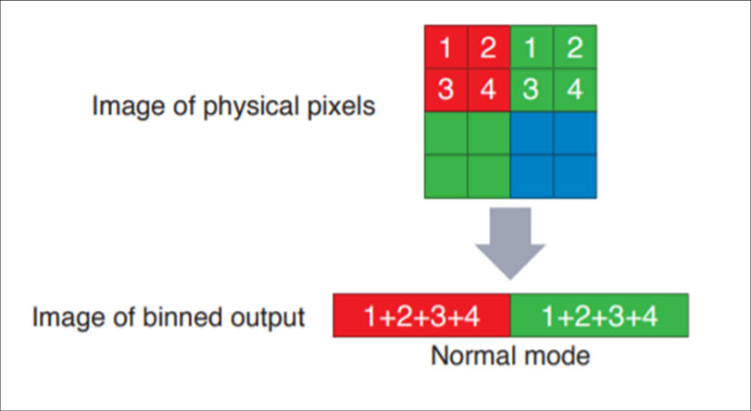 1 2 1 2
3 4 3 4
Image of physical pixels
Image of binned output
1+2+3+4 1+2+3+4
Normal mode